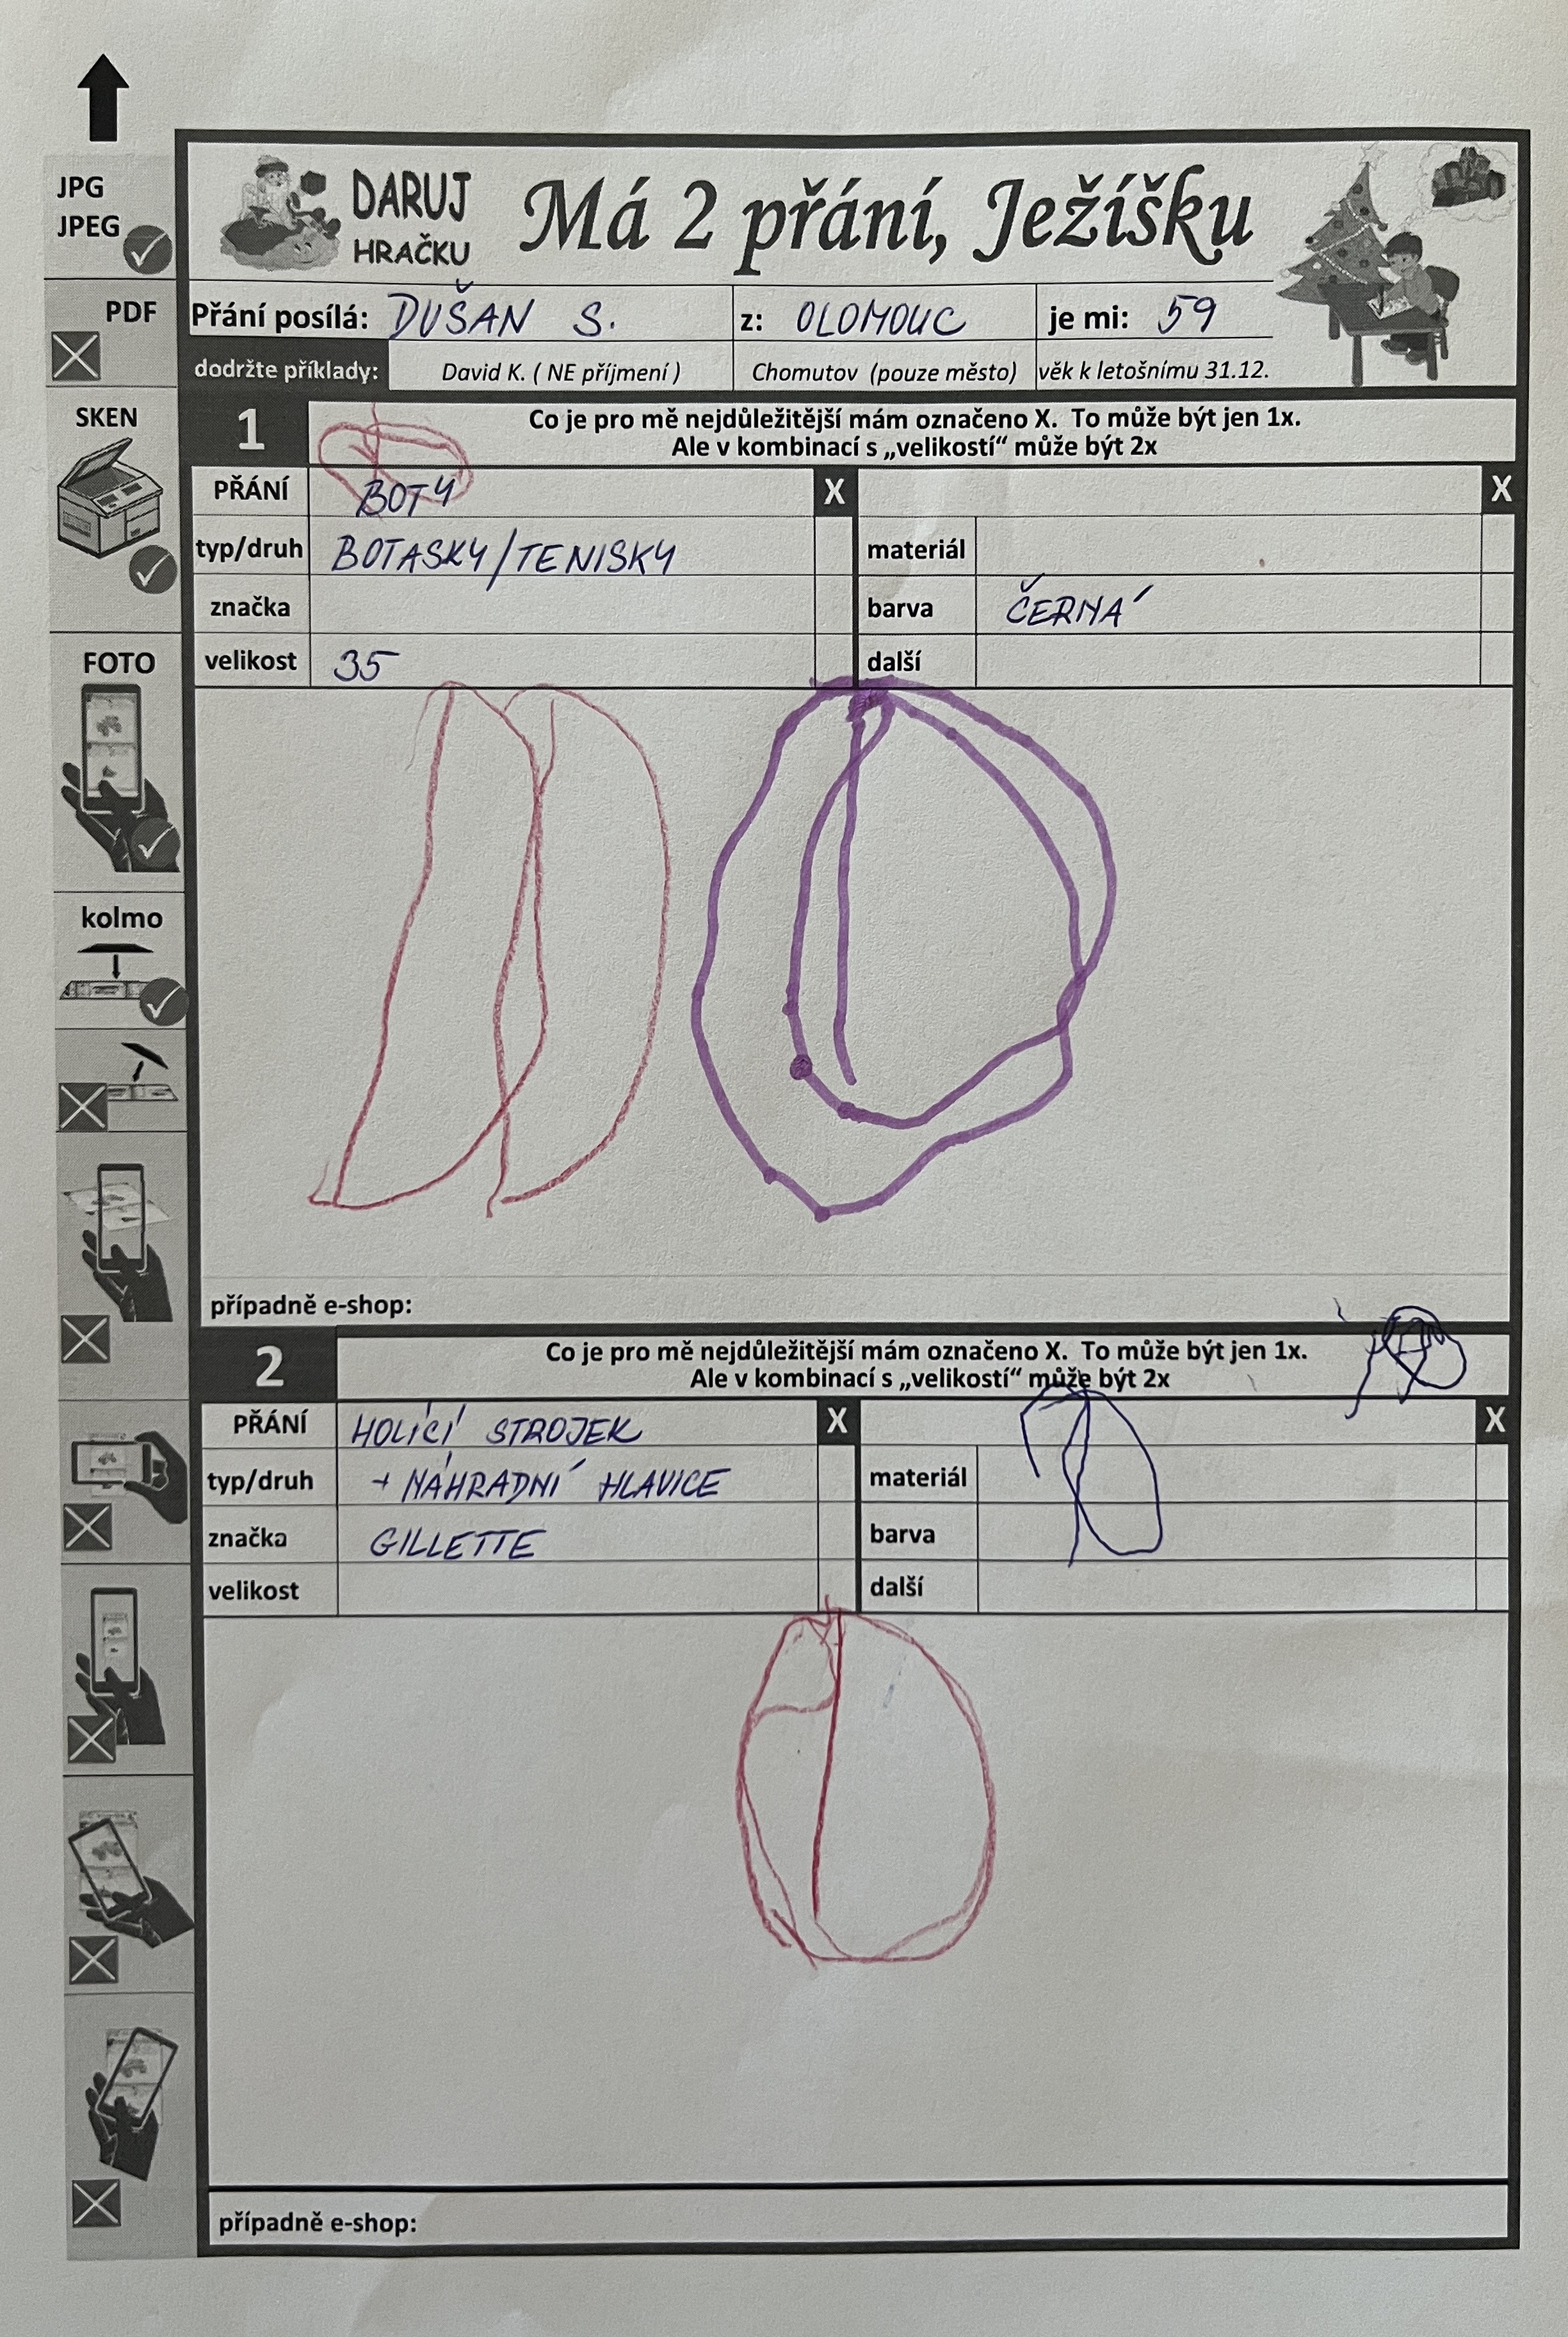 JPG
JPEG
PDF
SKEN
FOTO
kolmo
DARUJ
HRAČKU
Má 2 přání, Ježíšku
Přání posílá: DUŠAN S. z: OLOMOUC je mi: 59
dodržte příklady: David K. ( NE příjmení ) Chomutov (pouze město) věk k letošnímu 31.12.
1 Co je pro mě nejdůležitější mám označeno X. To může být jen 1x.
Ale v kombinací s „velikostí“ může být 2x
PŘÁNÍ BOTY X X
typ/druh BOTASKY/TENISKY materiál
značka barva ČERNÁ
velikost 35 další
případně e-shop:
2 Co je pro mě nejdůležitější mám označeno X. To může být jen 1x.
Ale v kombinací s „velikostí“ může být 2x
PŘÁNÍ HOLÍCÍ STROJEK X X
typ/druh + NÁHRADNÍ HLAVICE materiál
značka GILLETTE barva
velikost další
případně e-shop: